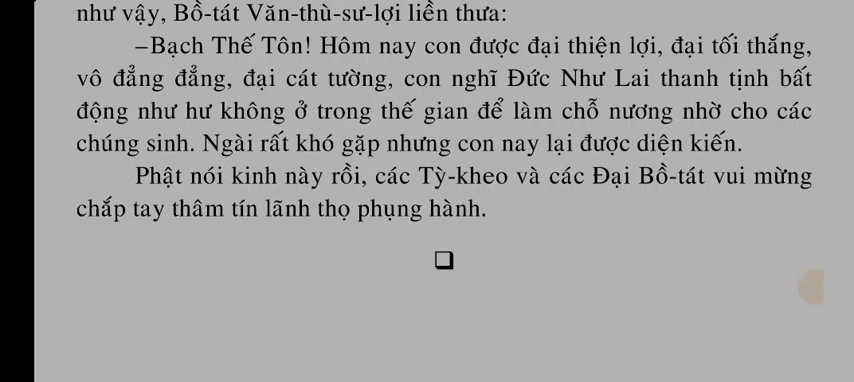 như vậy, Bồ-tát Văn-thù-sư-lợi liền thưa:
–Bạch Thế Tôn! Hôm nay con được đại thiện lợi, đại tối thắng,
vô đẳng đẳng, đại cát tường, con nghĩ Đức Như Lai thanh tịnh bất
động như hư không ở trong thế gian để làm chỗ nương nhờ cho các
chúng sinh. Ngài rất khó gặp nhưng con nay lại được diện kiến.
Phật nói kinh này rồi, các Tỳ-kheo và các Đại Bồ-tát vui mừng
chắp tay thâm tín lãnh thọ phụng hành.